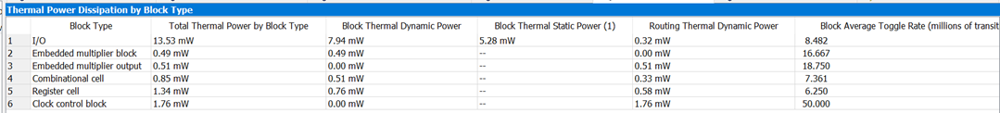 Thermal Power Dissipation by Block Type
Block Type Total Thermal Power by Block Type Block Thermal Dynamic Power Block Thermal Static Power (1) Routing Thermal Dynamic Power Block Average Toggle Rate (millions of transit
1 I/O 13.53 mW 7.94 mW 5.28 mW 0.32 mW 8.482
2 Embedded multiplier block 0.49 mW 0.49 mW -- 0.00 mW 16.667
3 Embedded multiplier output 0.51 mW 0.00 mW -- 0.51 mW 18.750
4 Combinational cell 0.85 mW 0.51 mW -- 0.33 mW 7.361
5 Register cell 1.34 mW 0.76 mW -- 0.58 mW 6.250
6 Clock control block 1.76 mW 0.00 mW -- 1.76 mW 50.000